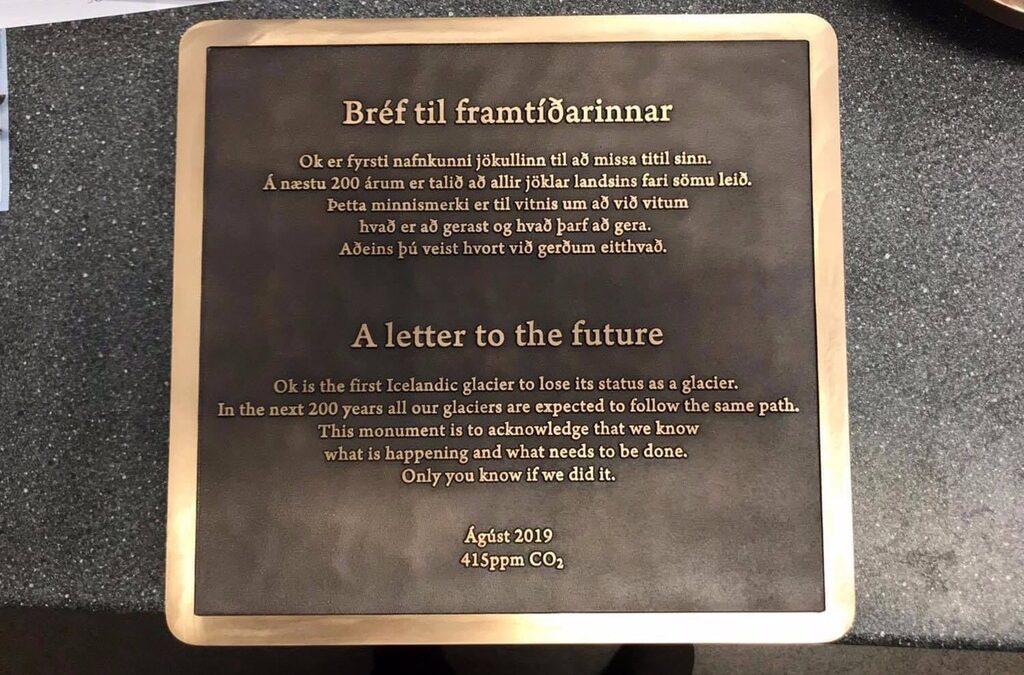 Bréf til framtíðarinnar
Ok er fyrsti nafnkunni jökullinn til að missa titil sinn.
Á næstu 200 árum er talið að allir jöklar landsins fari sömu leið.
Þetta minnismerki er til vitnis um að við vitum
hvað er að gerast og hvað þarf að gera.
Aðeins þú veist hvort við gerðum eitthvað.
A letter to the future
Ok is the first Icelandic glacier to lose its status as a glacier.
In the next 200 years all our glaciers are expected to follow the same path.
This monument is to acknowledge that we know
what is happening and what needs to be done.
Only you know if we did it.
Ágúst 2019
415ppm CO₂